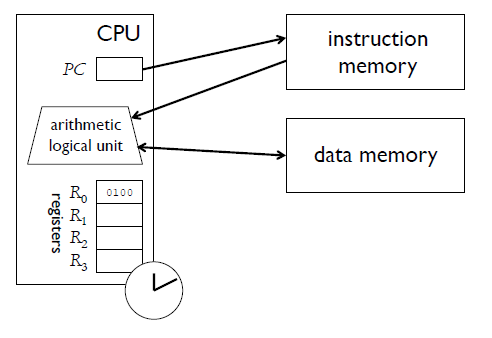 CPU
PC
instruction
memory
arithmetic
logical unit
data memory
registers
R0 0100
R1
R2
R3